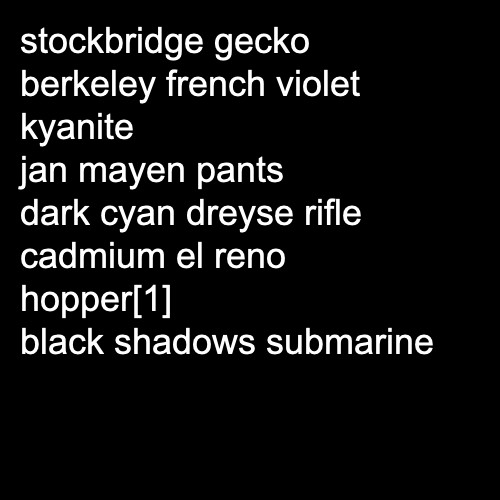 stockbridge gecko
berkeley french violet
kyanite
jan mayen pants
dark cyan dreyse rifle
cadmium el reno
hopper[1]
black shadows submarine